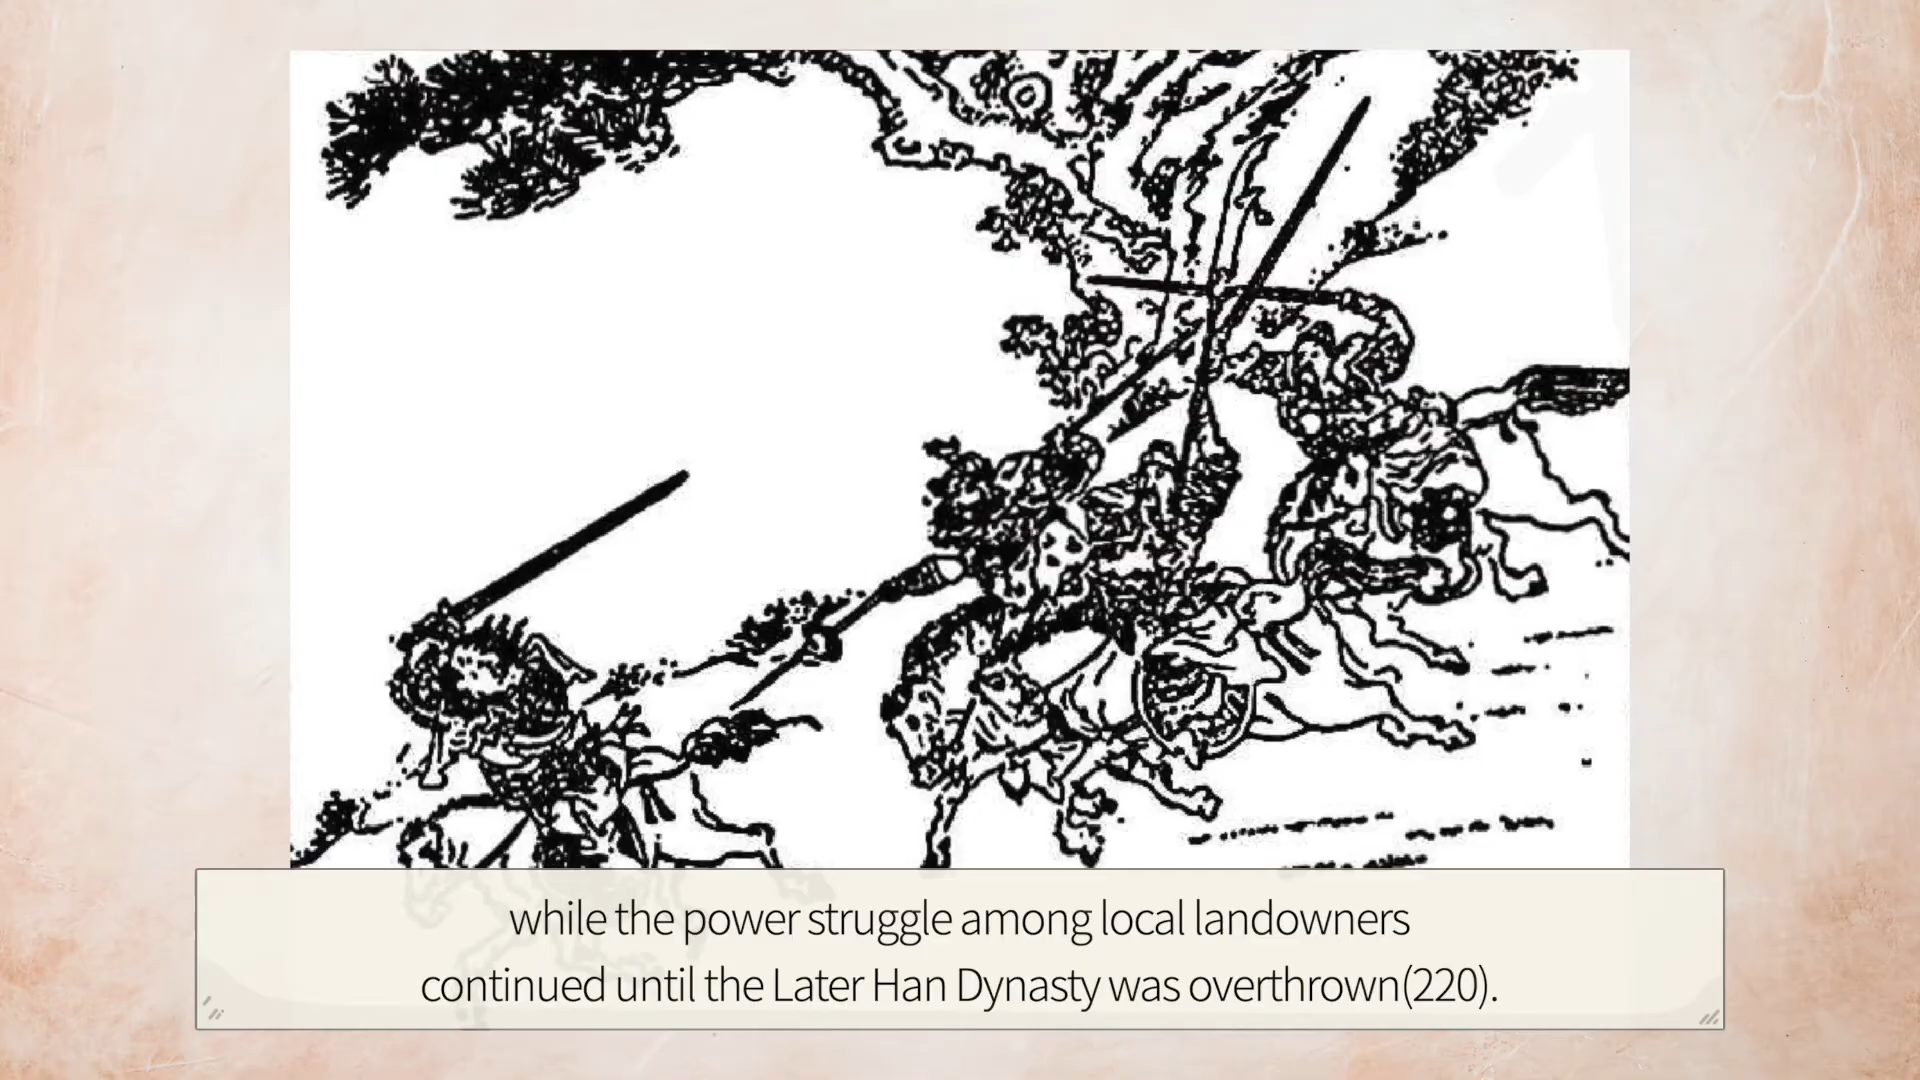 while the power struggle among local landowners
continued until the Later Han Dynasty was overthrown(220).